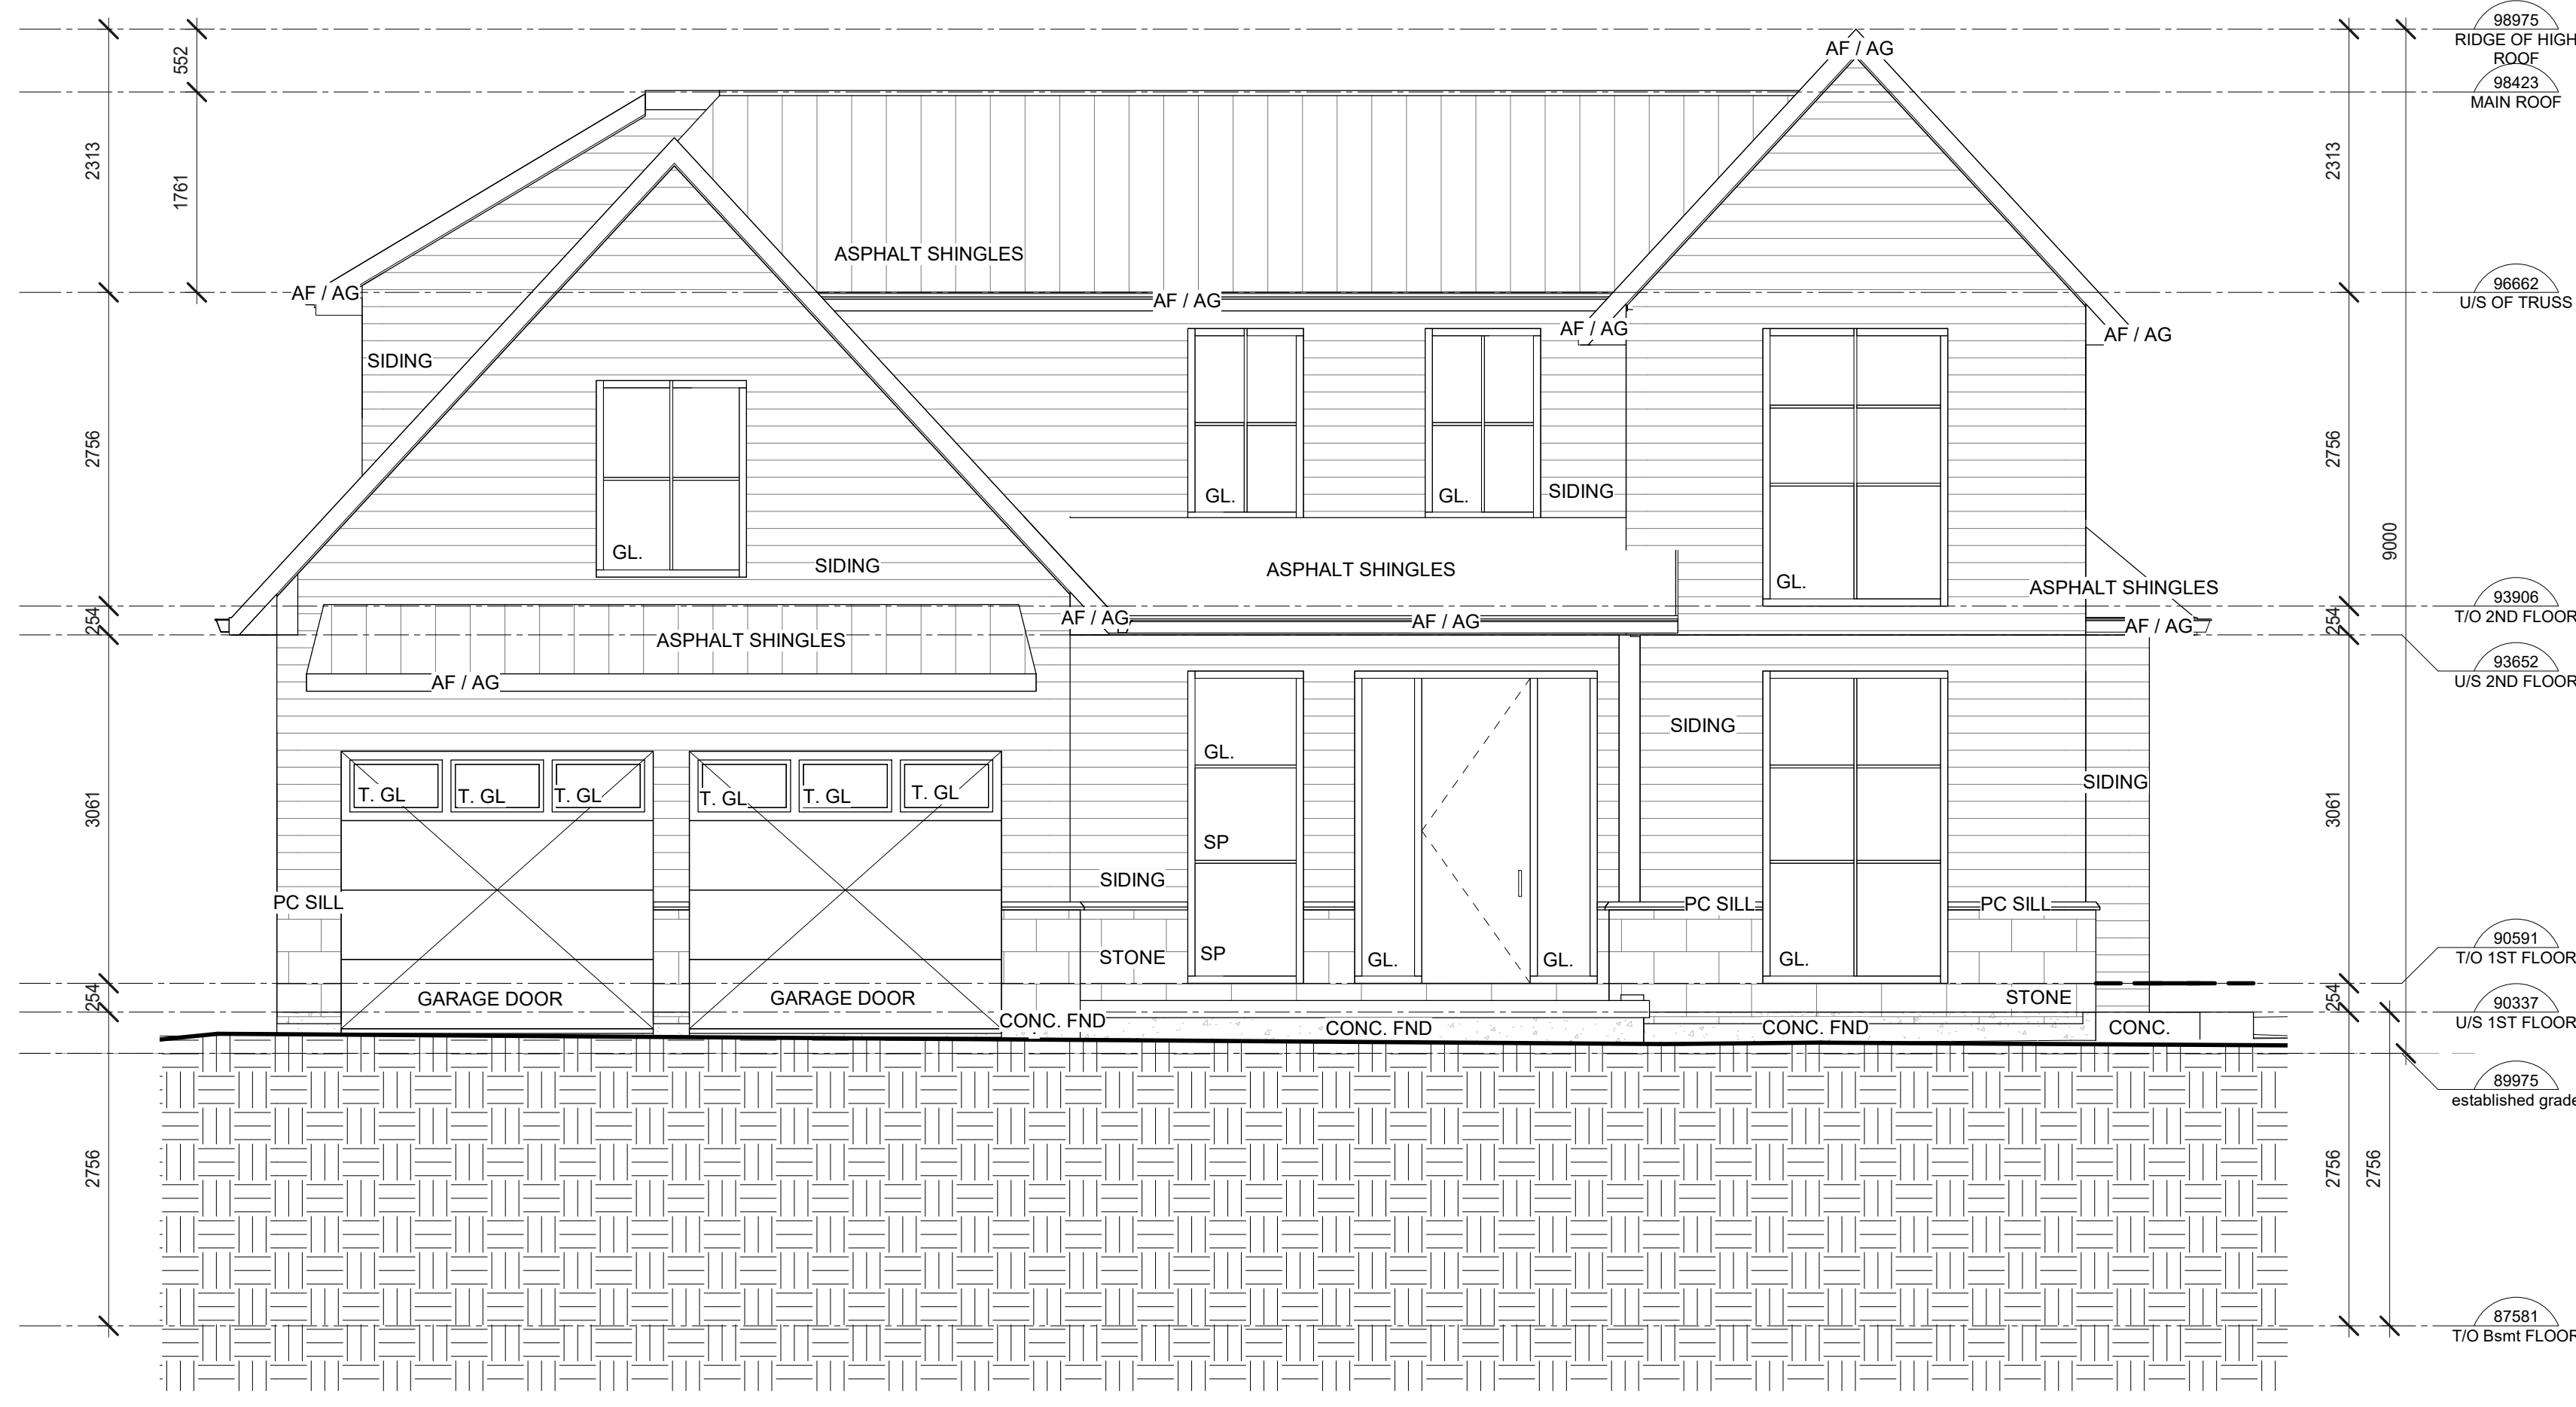 98975
RIDGE OF HIGH
ROOF
552
AF / AG
98423
MAIN ROOF
2313
1761
2313
ASPHALT SHINGLES
AF / AG
AF / AG
96662
U/S OF TRUSS
AF / AG
AF / AG
SIDING
2756
2756
GL.
GL.
SIDING
9000
GL.
SIDING
ASPHALT SHINGLES
GL.
ASPHALT SHINGLES
93906
T/O 2ND FLOOR
254
AF / AG
AF / AG
254
AF / AG
ASPHALT SHINGLES
93652
U/S 2ND FLOOR
AF / AG
SIDING
GL.
SIDING
T. GL
T. GL
T. GL
T. GL
T. GL
T. GL
3061
3061
SP
SIDING
PC SILL
PC SILL
PC SILL
90591
T/O 1ST FLOOR
STONE
SP
GL.
GL.
GL.
254
GARAGE DOOR
GARAGE DOOR
STONE
254
90337
U/S 1ST FLOOR
CONC. FND
CONC. FND
CONC. FND
CONC.
89975
established grade
2756
2756
2756
87581
T/O Bsmt FLOOR